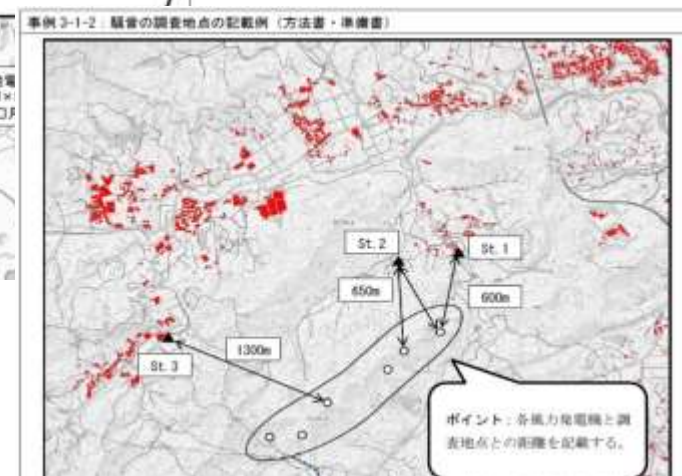 事例 3-1-2 騒音の調査地点の記載例（方法書・準備書）
St. 2
St. 1
650m
600m
1300m
St. 3
ポイント：各風力発電機と調
査地点との距離を記載する。